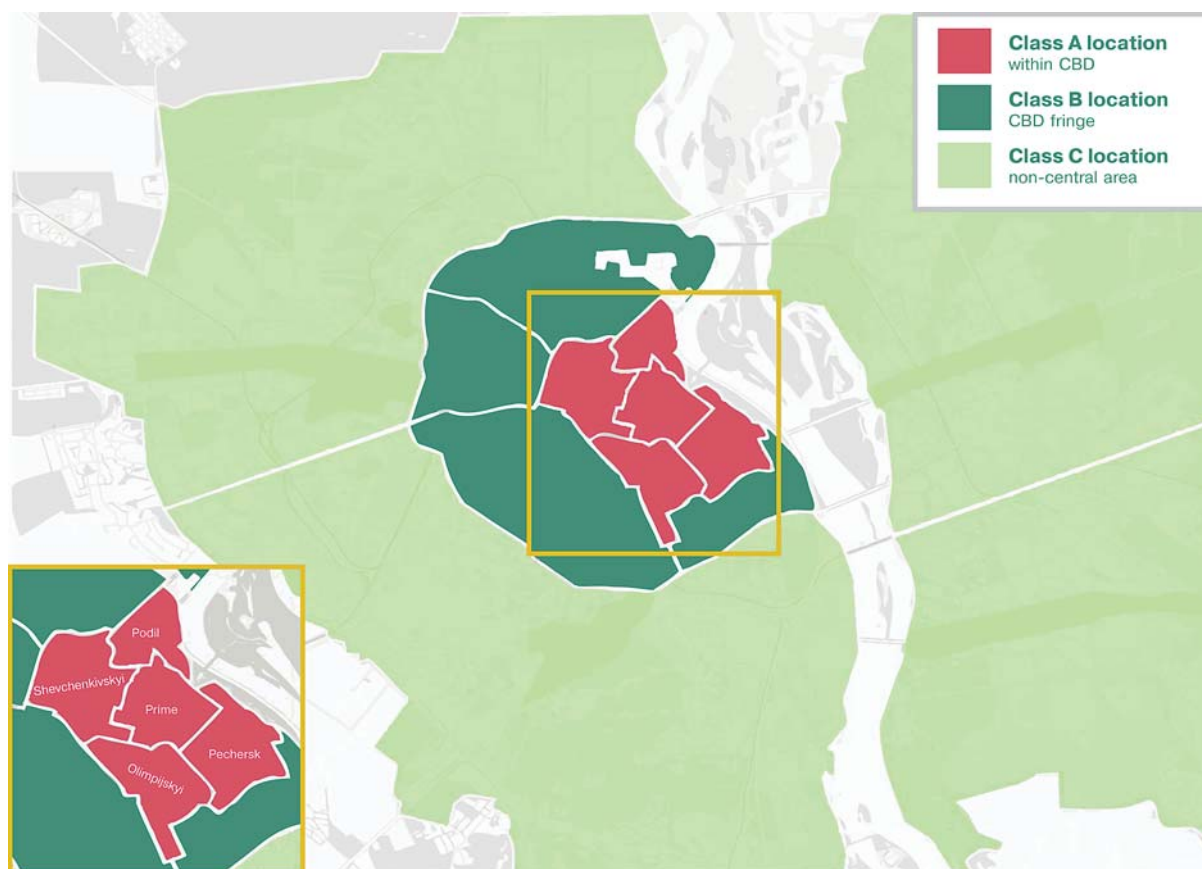 Class A location
within CBD
Class B location
CBD fringe
Class C location
non-central area
Podil
Shevchenkivskyi
Prime
Pechersk
Olimpijskyi